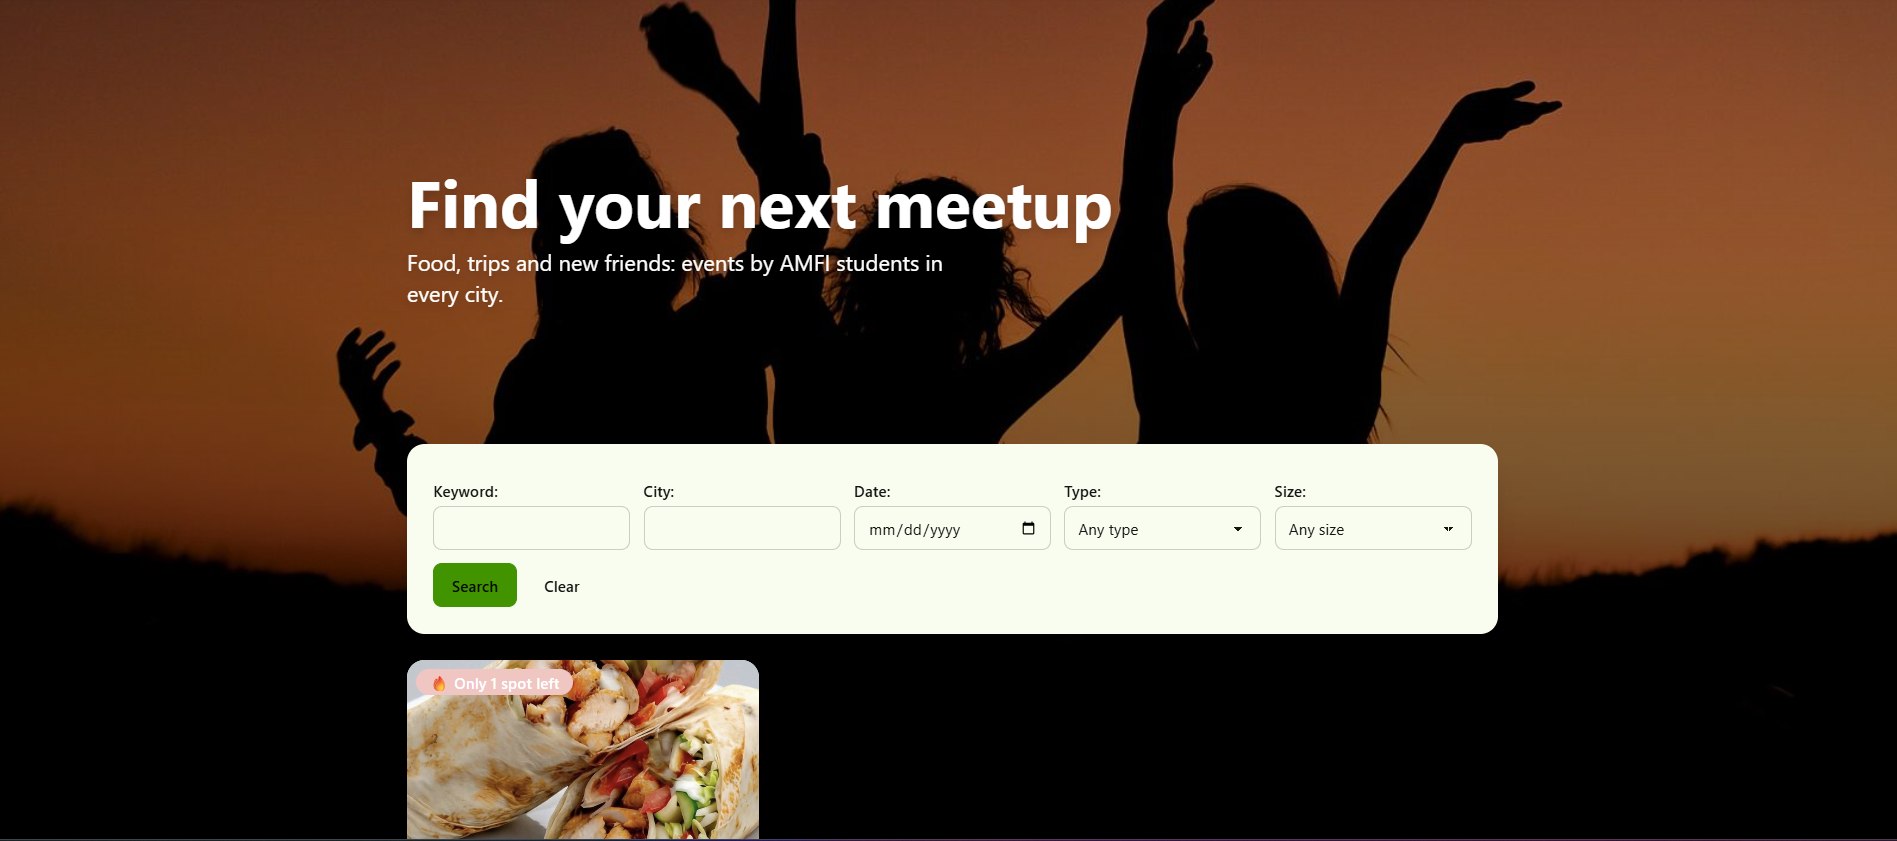 Find your next meetup
Food, trips and new friends: events by AMFI students in
every city.
Keyword: City: Date: Type: Size:
mm/dd/yyyy Any type Any size
Search Clear
🔥 Only 1 spot left